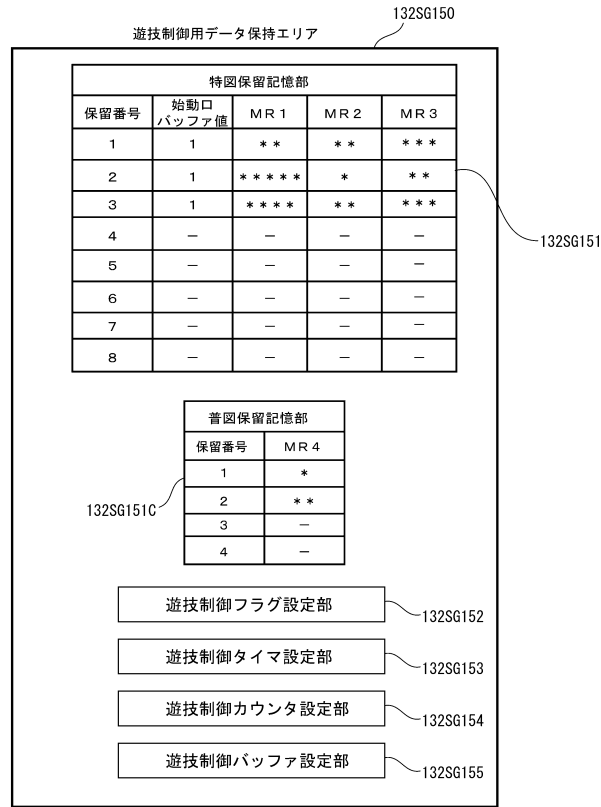 132SG150
遊技制御用データ保持エリア
特図保留記憶部
保留番号 始動口バッファ値 MR1 MR2 MR3
1 1 ** ** ***
2 1 ***** * **
3 1 **** ** ***
4 － － － －
5 － － － －
6 － － － －
7 － － － －
8 － － － －
132SG151
普図保留記憶部
保留番号 MR4
1 *
2 **
3 －
4 －
132SG151C
遊技制御フラグ設定部
132SG152
遊技制御タイマ設定部
132SG153
遊技制御カウンタ設定部
132SG154
遊技制御バッファ設定部
132SG155